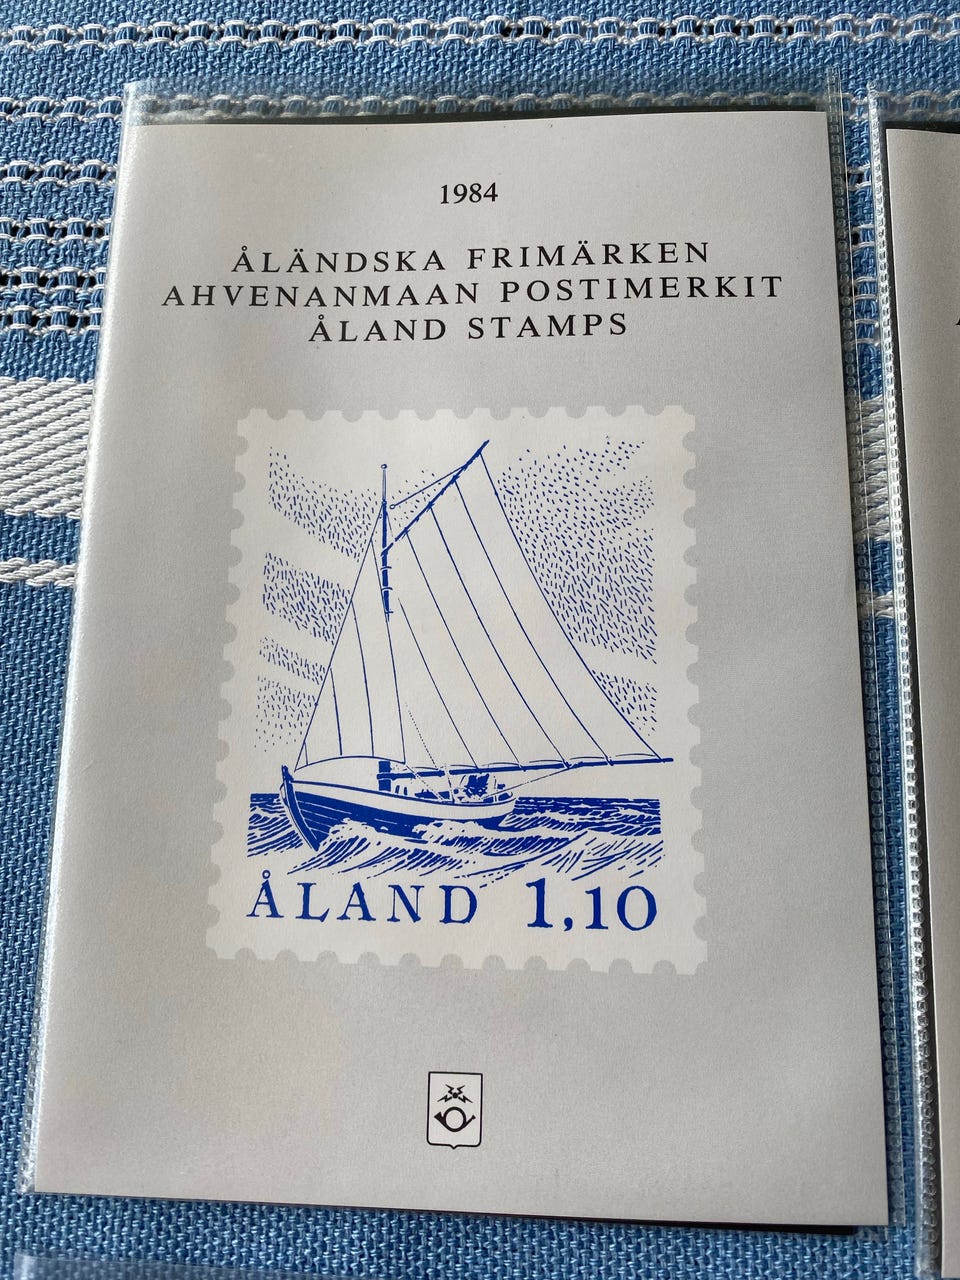 1984
ÅLÄNDSKA FRIMÄRKEN
AHVENANMAAN POSTIMERKIT
ÅLAND STAMPS
ÅLAND 1,10